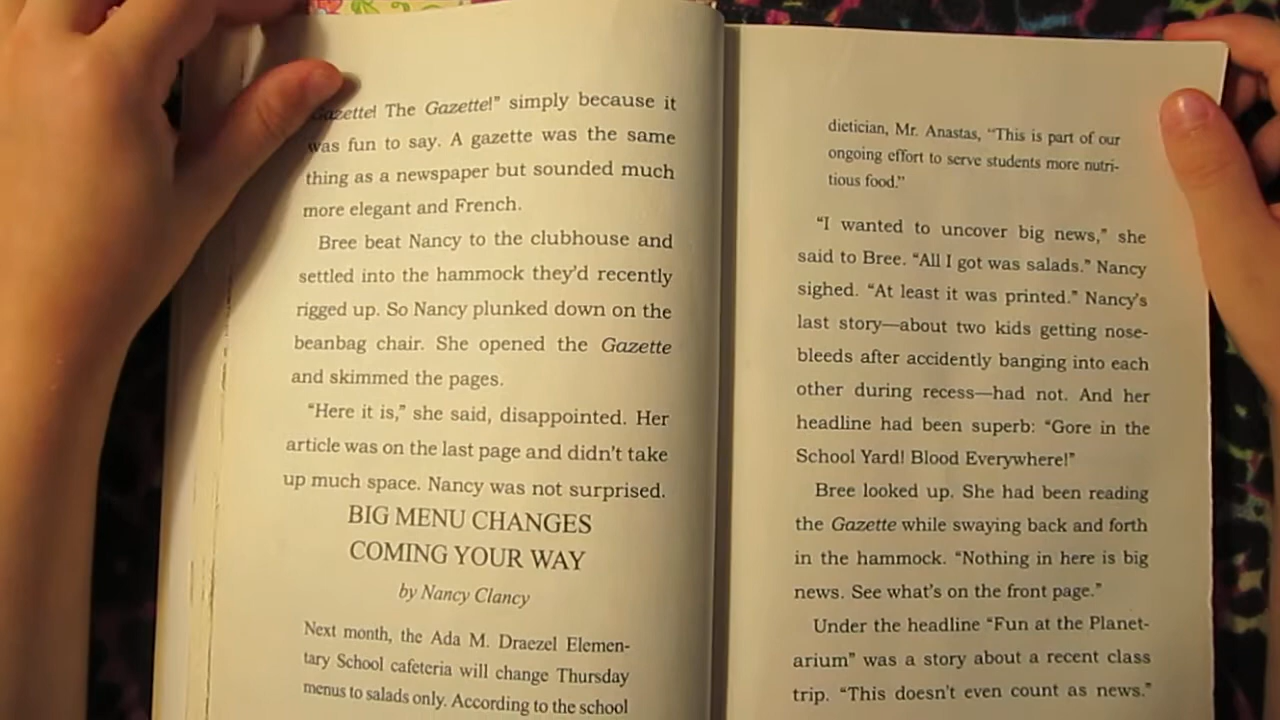 Gazette! The Gazette!” simply because it
was fun to say. A gazette was the same
thing as a newspaper but sounded much
more elegant and French.
Bree beat Nancy to the clubhouse and
settled into the hammock they’d recently
rigged up. So Nancy plunked down on the
beanbag chair. She opened the Gazette
and skimmed the pages.
“Here it is,” she said, disappointed. Her
article was on the last page and didn’t take
up much space. Nancy was not surprised.
BIG MENU CHANGES
COMING YOUR WAY
by Nancy Clancy
Next month, the Ada M. Draezel Elemen-
tary School cafeteria will change Thursday
menus to salads only. According to the school
dietician, Mr. Anastas, “This is part of our
ongoing effort to serve students more nutri-
tious food.”
“I wanted to uncover big news,” she
said to Bree. “All I got was salads.” Nancy
sighed. “At least it was printed.” Nancy’s
last story—about two kids getting nose-
bleeds after accidently banging into each
other during recess—had not. And her
headline had been superb: “Gore in the
School Yard! Blood Everywhere!”
Bree looked up. She had been reading
the Gazette while swaying back and forth
in the hammock. “Nothing in here is big
news. See what’s on the front page.”
Under the headline “Fun at the Planet-
arium” was a story about a recent class
trip. “This doesn’t even count as news.”